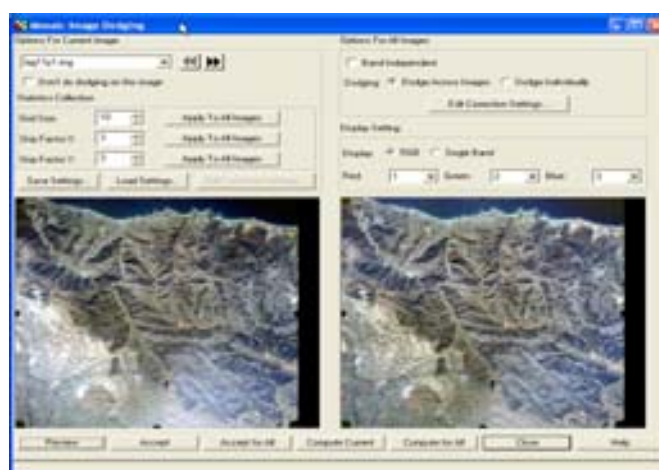 Mosaic Image Dodging
Options For Current Image
Don't do dodging on this image
Statistics Collection
Grid Size: Apply To All Images
Skip Factor X: Apply To All Images
Skip Factor Y: Apply To All Images
Save Settings... Load Settings...
Options For All Images
Band Independent
Dodging: Dodge Across Images Dodge Individually
Edit Correction Settings...
Display Setting
Display: RGB Single Band
Red: 1 Green: 2 Blue: 3
Preview Accept Accept for All Compute Current Compute for All Close Help